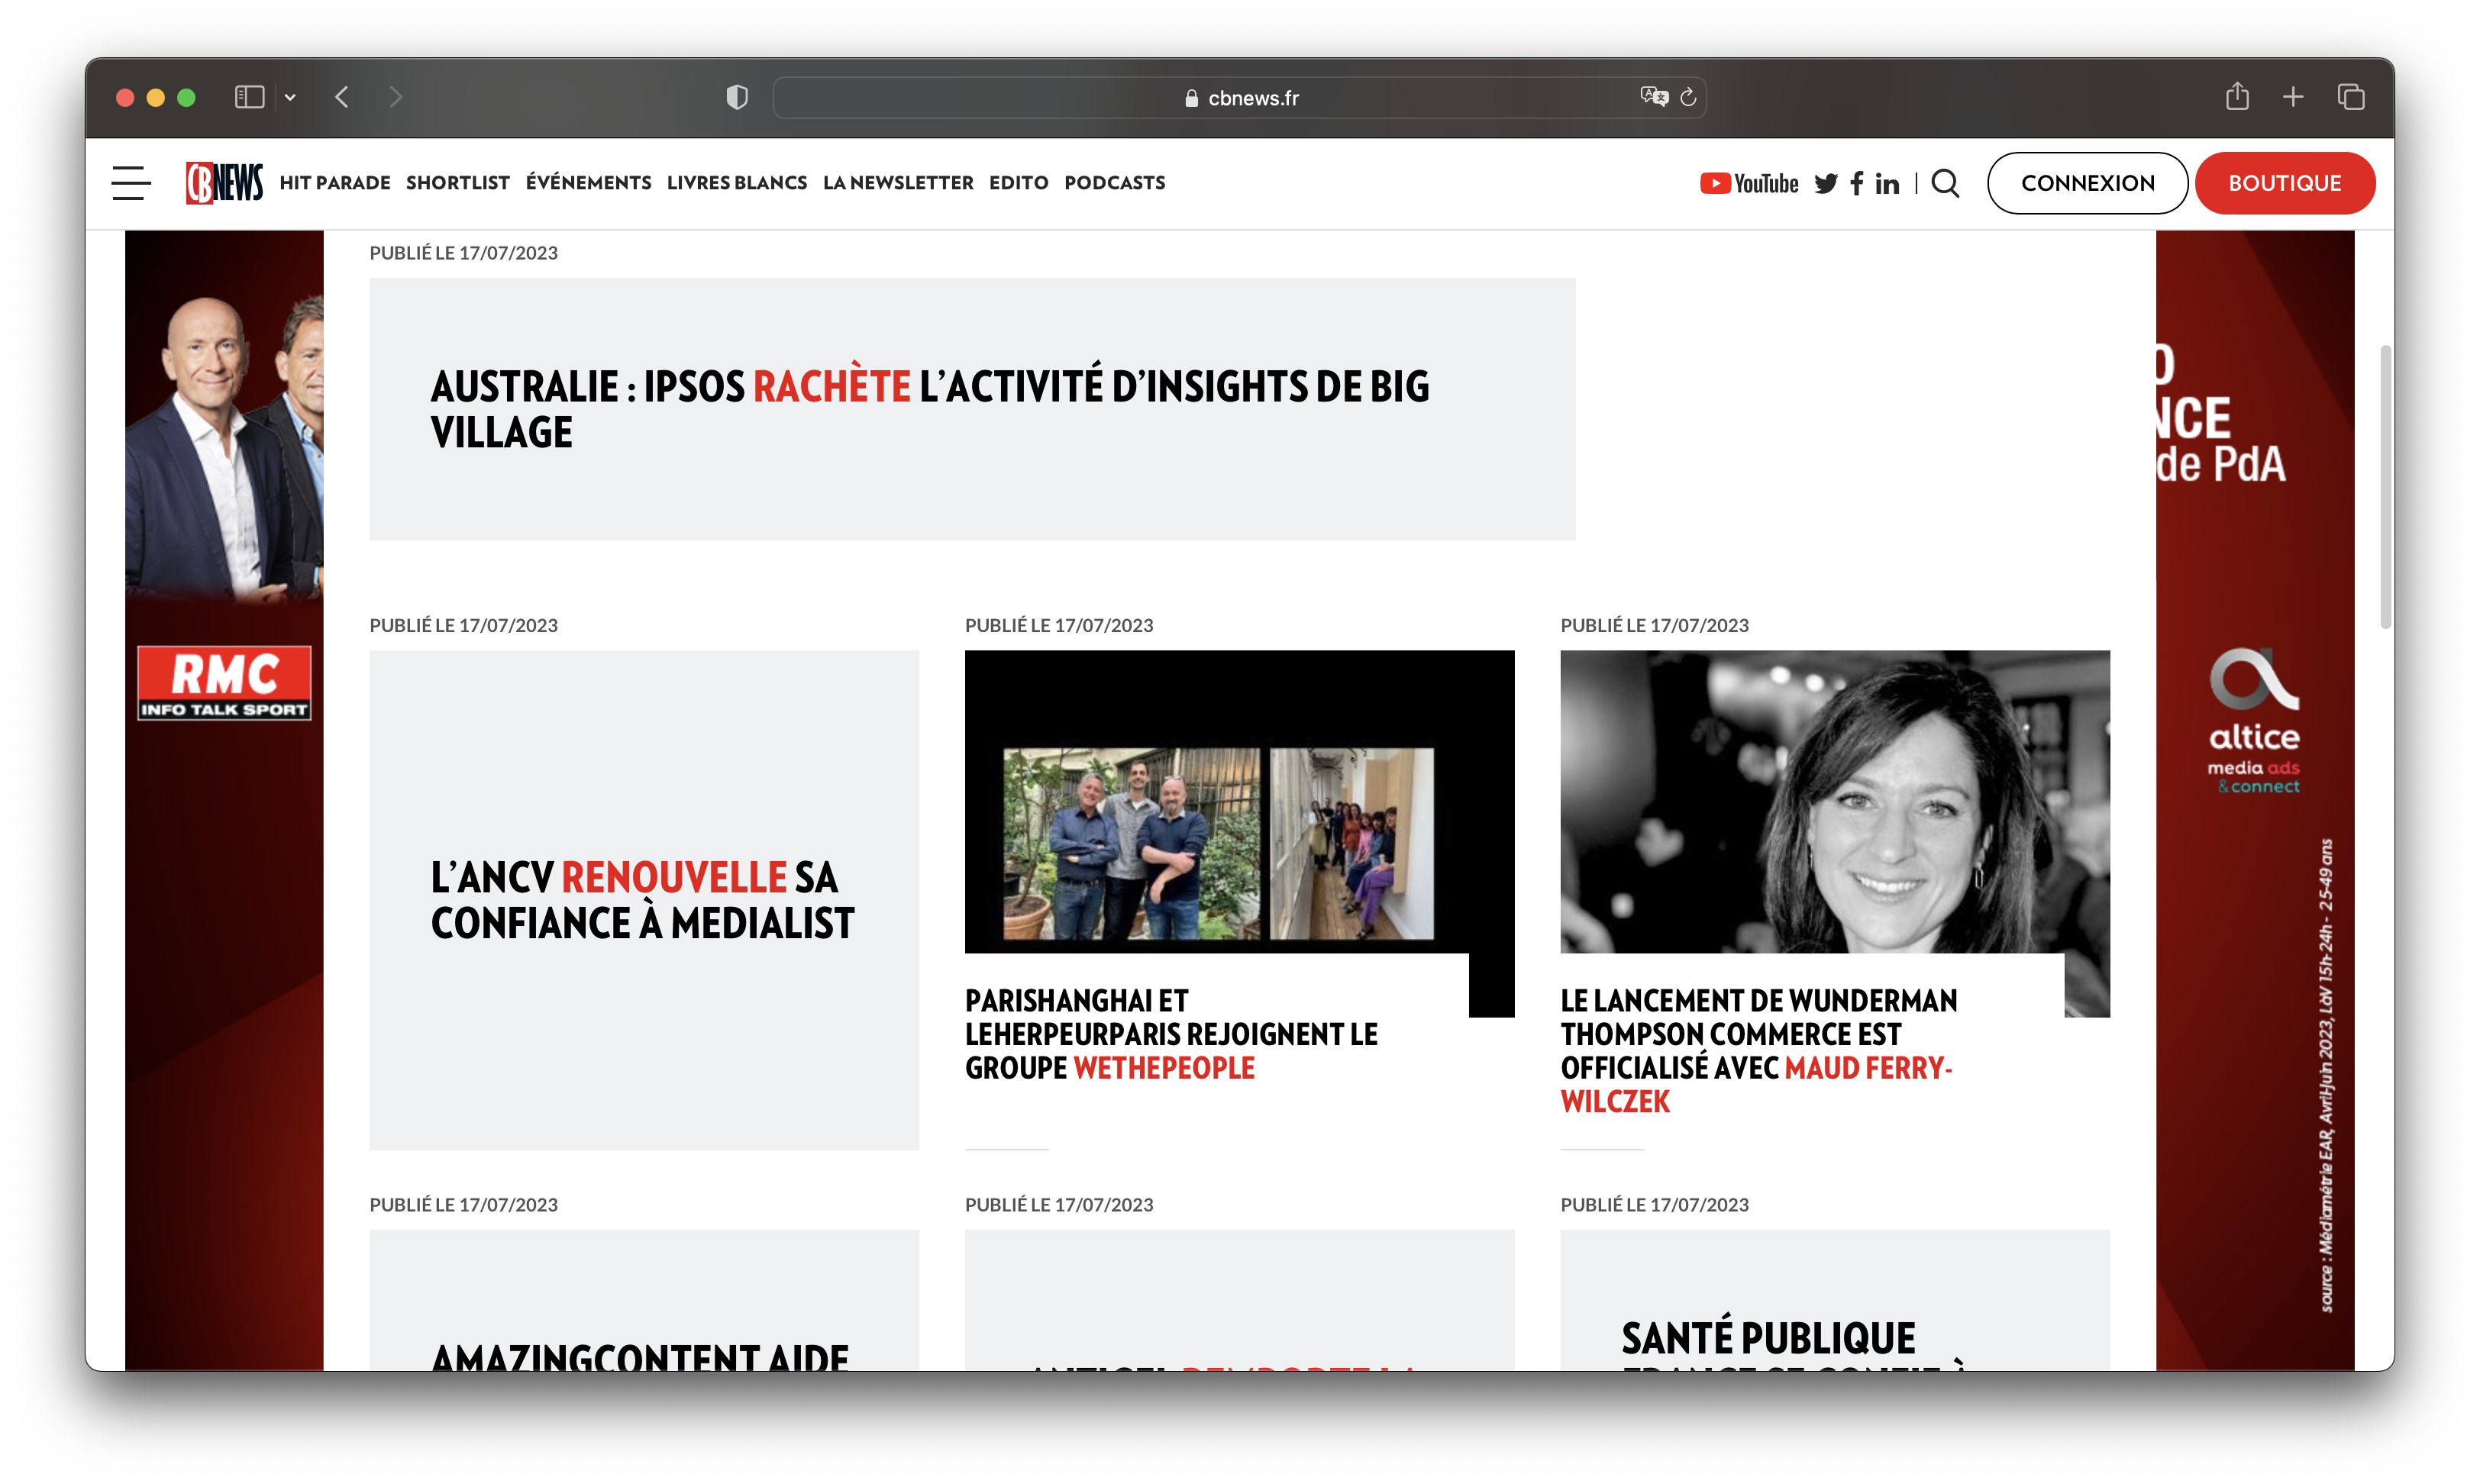 cbnews.fr
CBNEWS HIT PARADE SHORTLIST ÉVÉNEMENTS LIVRES BLANCS LA NEWSLETTER EDITO PODCASTS YouTube CONNEXION BOUTIQUE
PUBLIÉ LE 17/07/2023
AUSTRALIE : IPSOS RACHÈTE L’ACTIVITÉ D’INSIGHTS DE BIG
VILLAGE
NCE
de PdA
RMC
INFO TALK SPORT
PUBLIÉ LE 17/07/2023
L’ANCV RENOUVELLE SA
CONFIANCE À MEDIALIST
PUBLIÉ LE 17/07/2023
PARISHANGHAI ET
LEHERPEURPARIS REJOIGNENT LE
GROUPE WETHEPEOPLE
PUBLIÉ LE 17/07/2023
LE LANCEMENT DE WUNDERMAN
THOMPSON COMMERCE EST
OFFICIALISÉ AVEC MAUD FERRY-
WILCZEK
altice
media ads
&connect
source : Médiamétrie EAR, Avril-Juin 2023, LàV 15h-24h - 25-49 ans
PUBLIÉ LE 17/07/2023
AMAZINGCONTENT AIDE
PUBLIÉ LE 17/07/2023
REMPORTE LA
PUBLIÉ LE 17/07/2023
SANTÉ PUBLIQUE
FRANCE SE CONFIE À